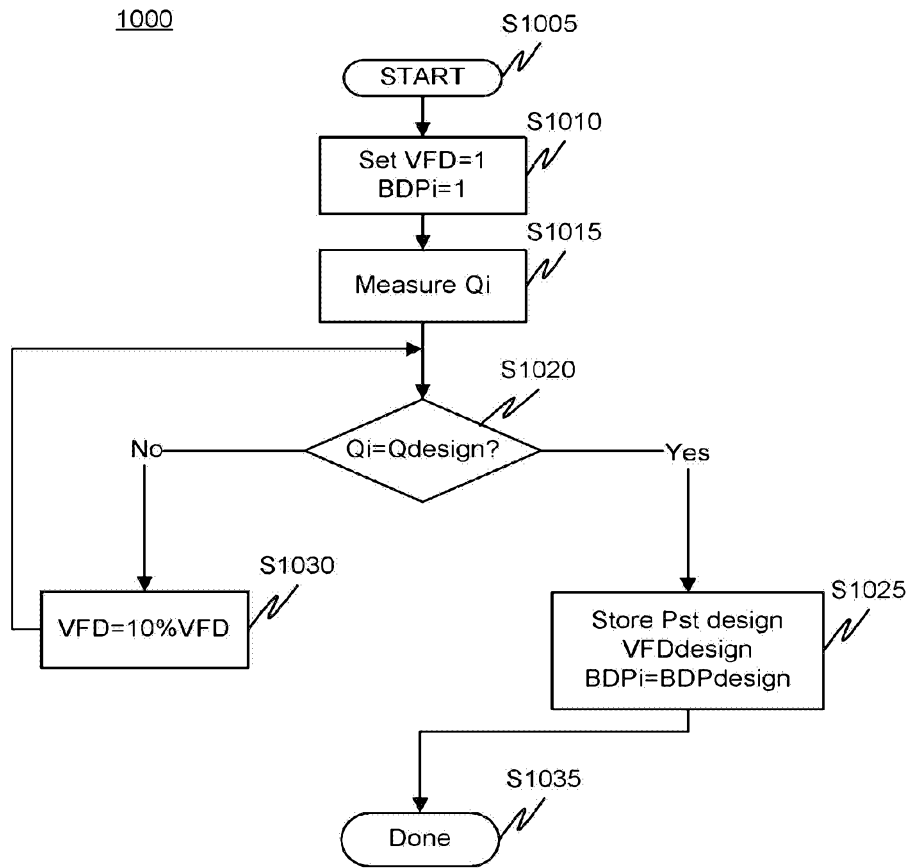 1000
S1005
START
S1010
Set VFD=1
BDPi=1
S1015
Measure Qi
S1020
Qi=Qdesign?
No
Yes
S1030
VFD=10%VFD
S1025
Store Pst design
VFDdesign
BDPi=BDPdesign
S1035
Done